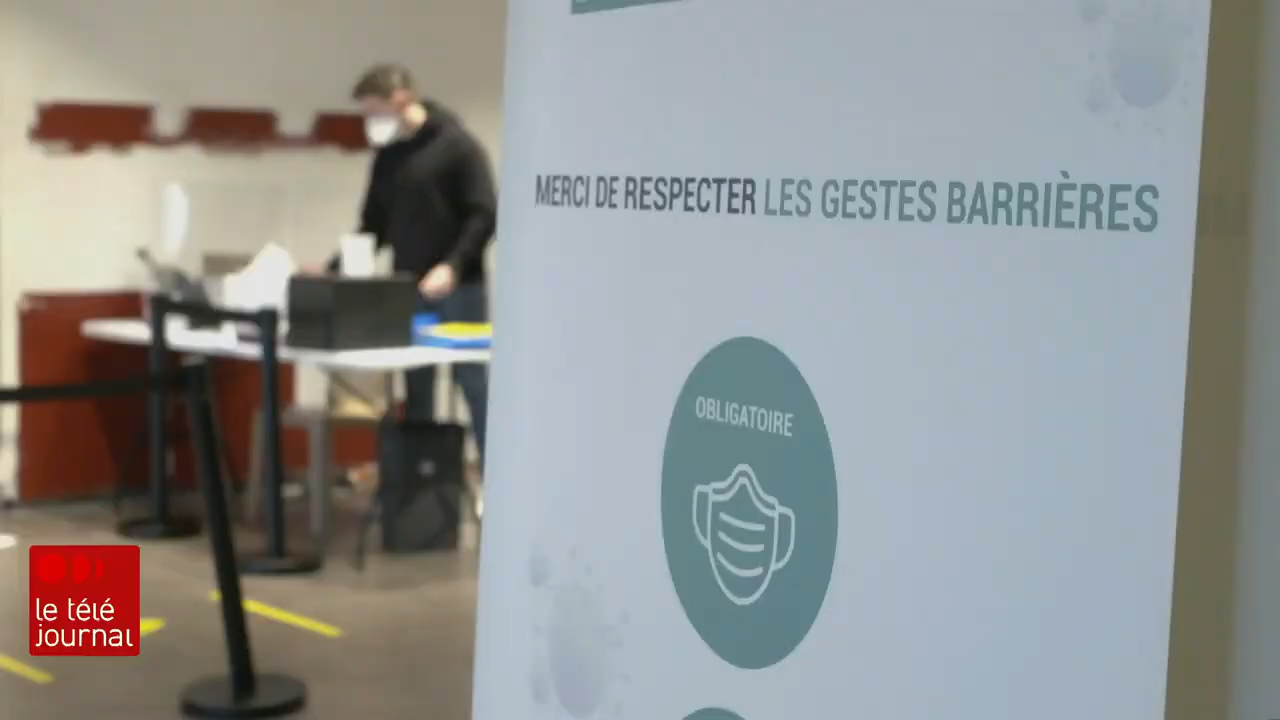 MERCI DE RESPECTER LES GESTES BARRIÈRES
OBLIGATOIRE
le télé
journal